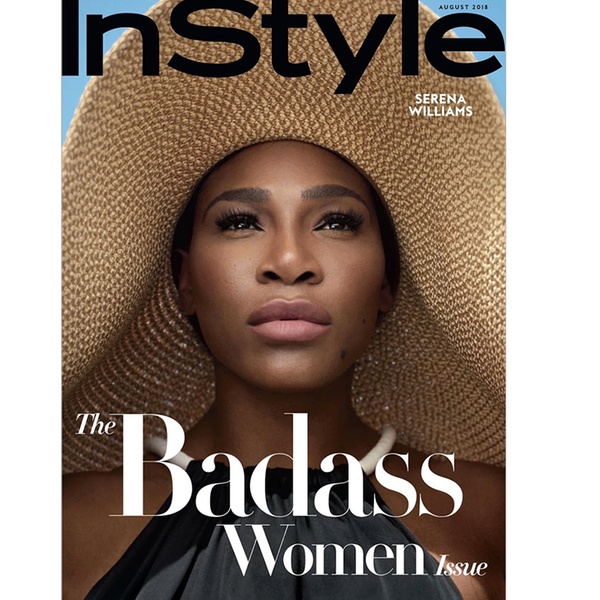 InStyle
AUGUST 2018
SERENA
WILLIAMS
The
Badass
Women Issue